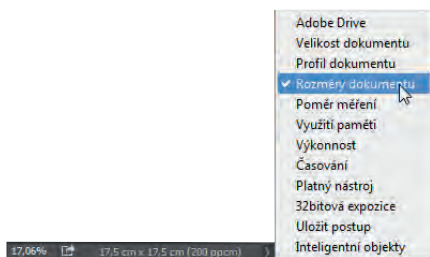 Adobe Drive
Velikost dokumentu
Profil dokumentu
Rozměry dokumentu
Poměr měření
Využití paměti
Výkonnost
Časování
Platný nástroj
32bitová expozice
Uložit postup
Inteligentní objekty
17,06% 17,5 cm x 17,5 cm (200 ppcm)